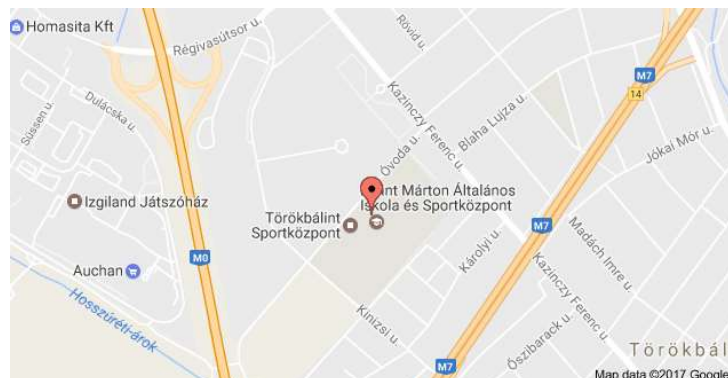 Homasita Kft
Régivasútsor u.
Rövid u.
Süssen u.
Dulácska u.
Kazinczy Ferenc u.
M7
14
Blaha Lujza u.
Jókai Mór u.
Óvoda u.
Izgiland Játszóház
int Márton Általános
Iskola és Sportközpont
Törökbálint
Sportközpont
M7
Károlyi u.
Madách Imre u.
M0
Auchan
Kazinczy Ferenc u.
Hosszúréti-árok
Kinizsi u.
Őszibarack u.
Törökbál
M7
Map data ©2017 Google